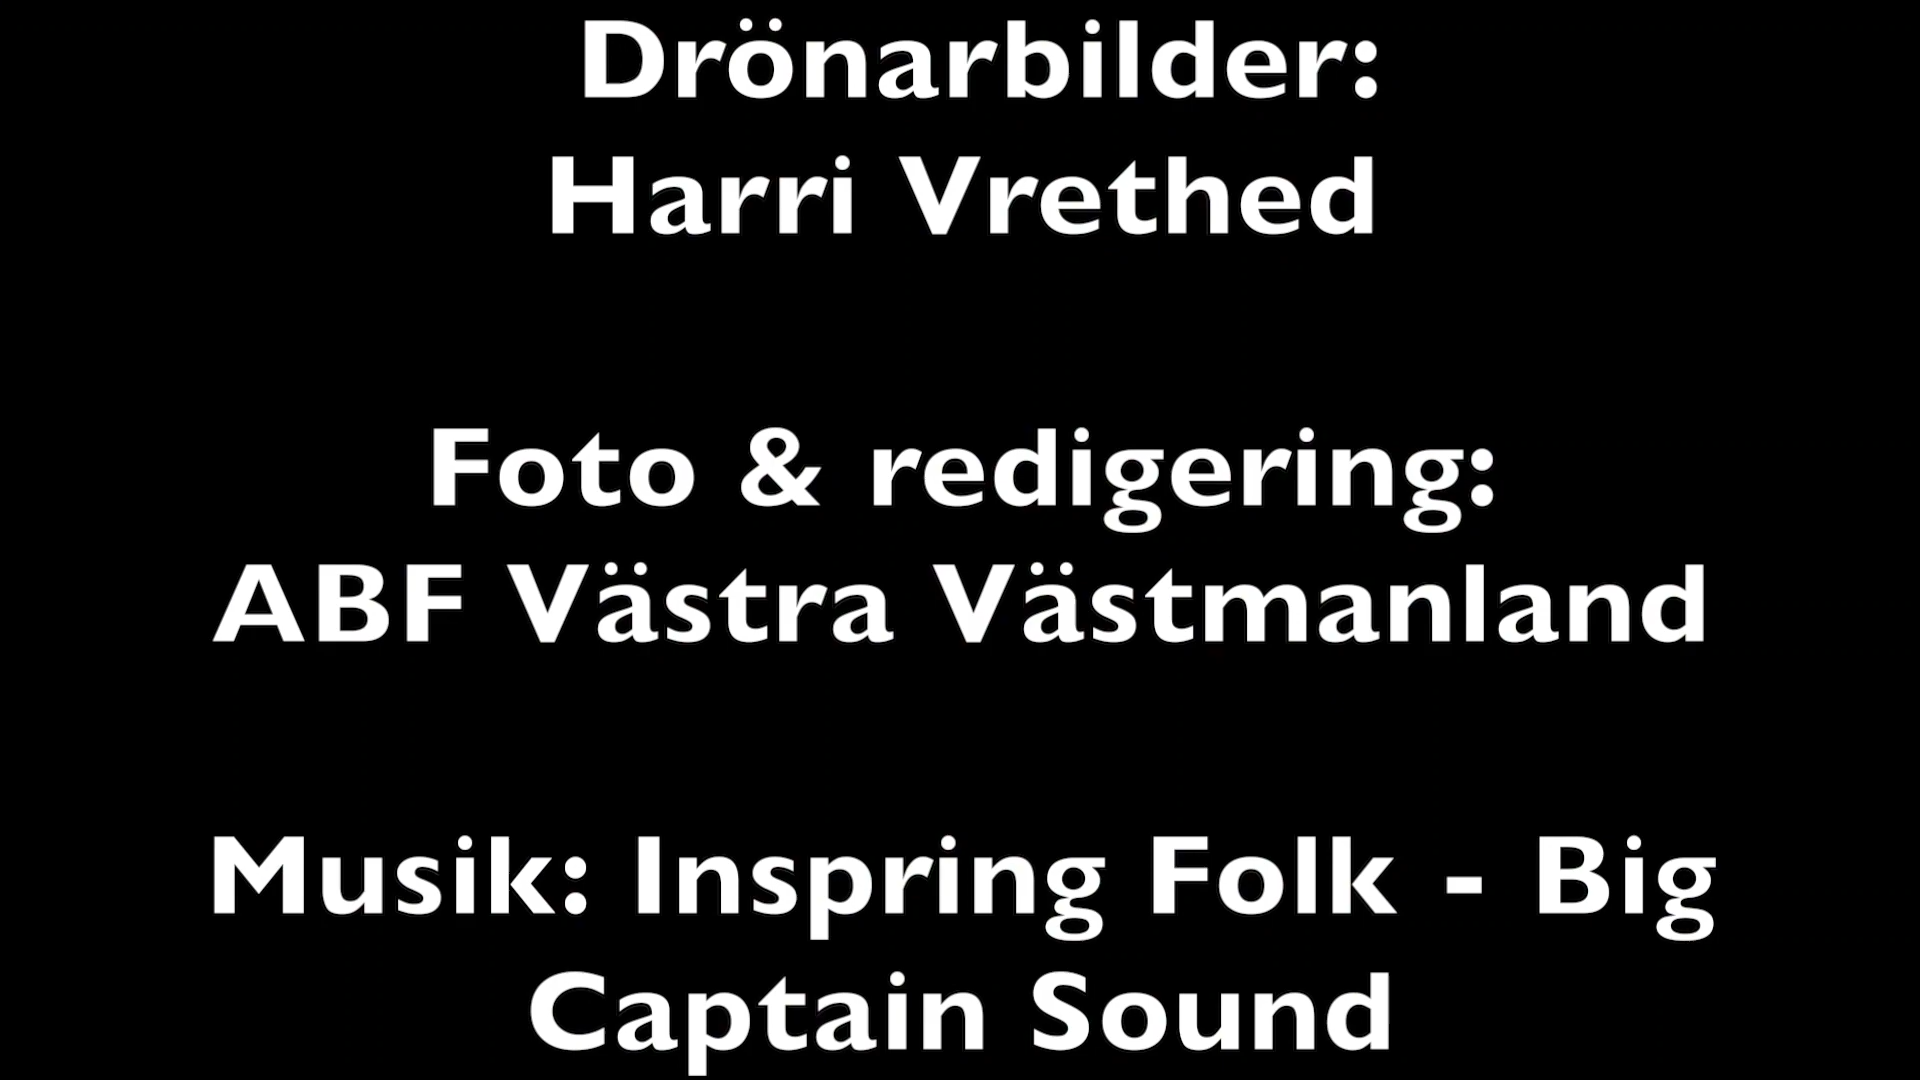 Drönarbilder:
Harri Vrethed
Foto & redigering:
ABF Västra Västmanland
Musik: Inspring Folk - Big
Captain Sound